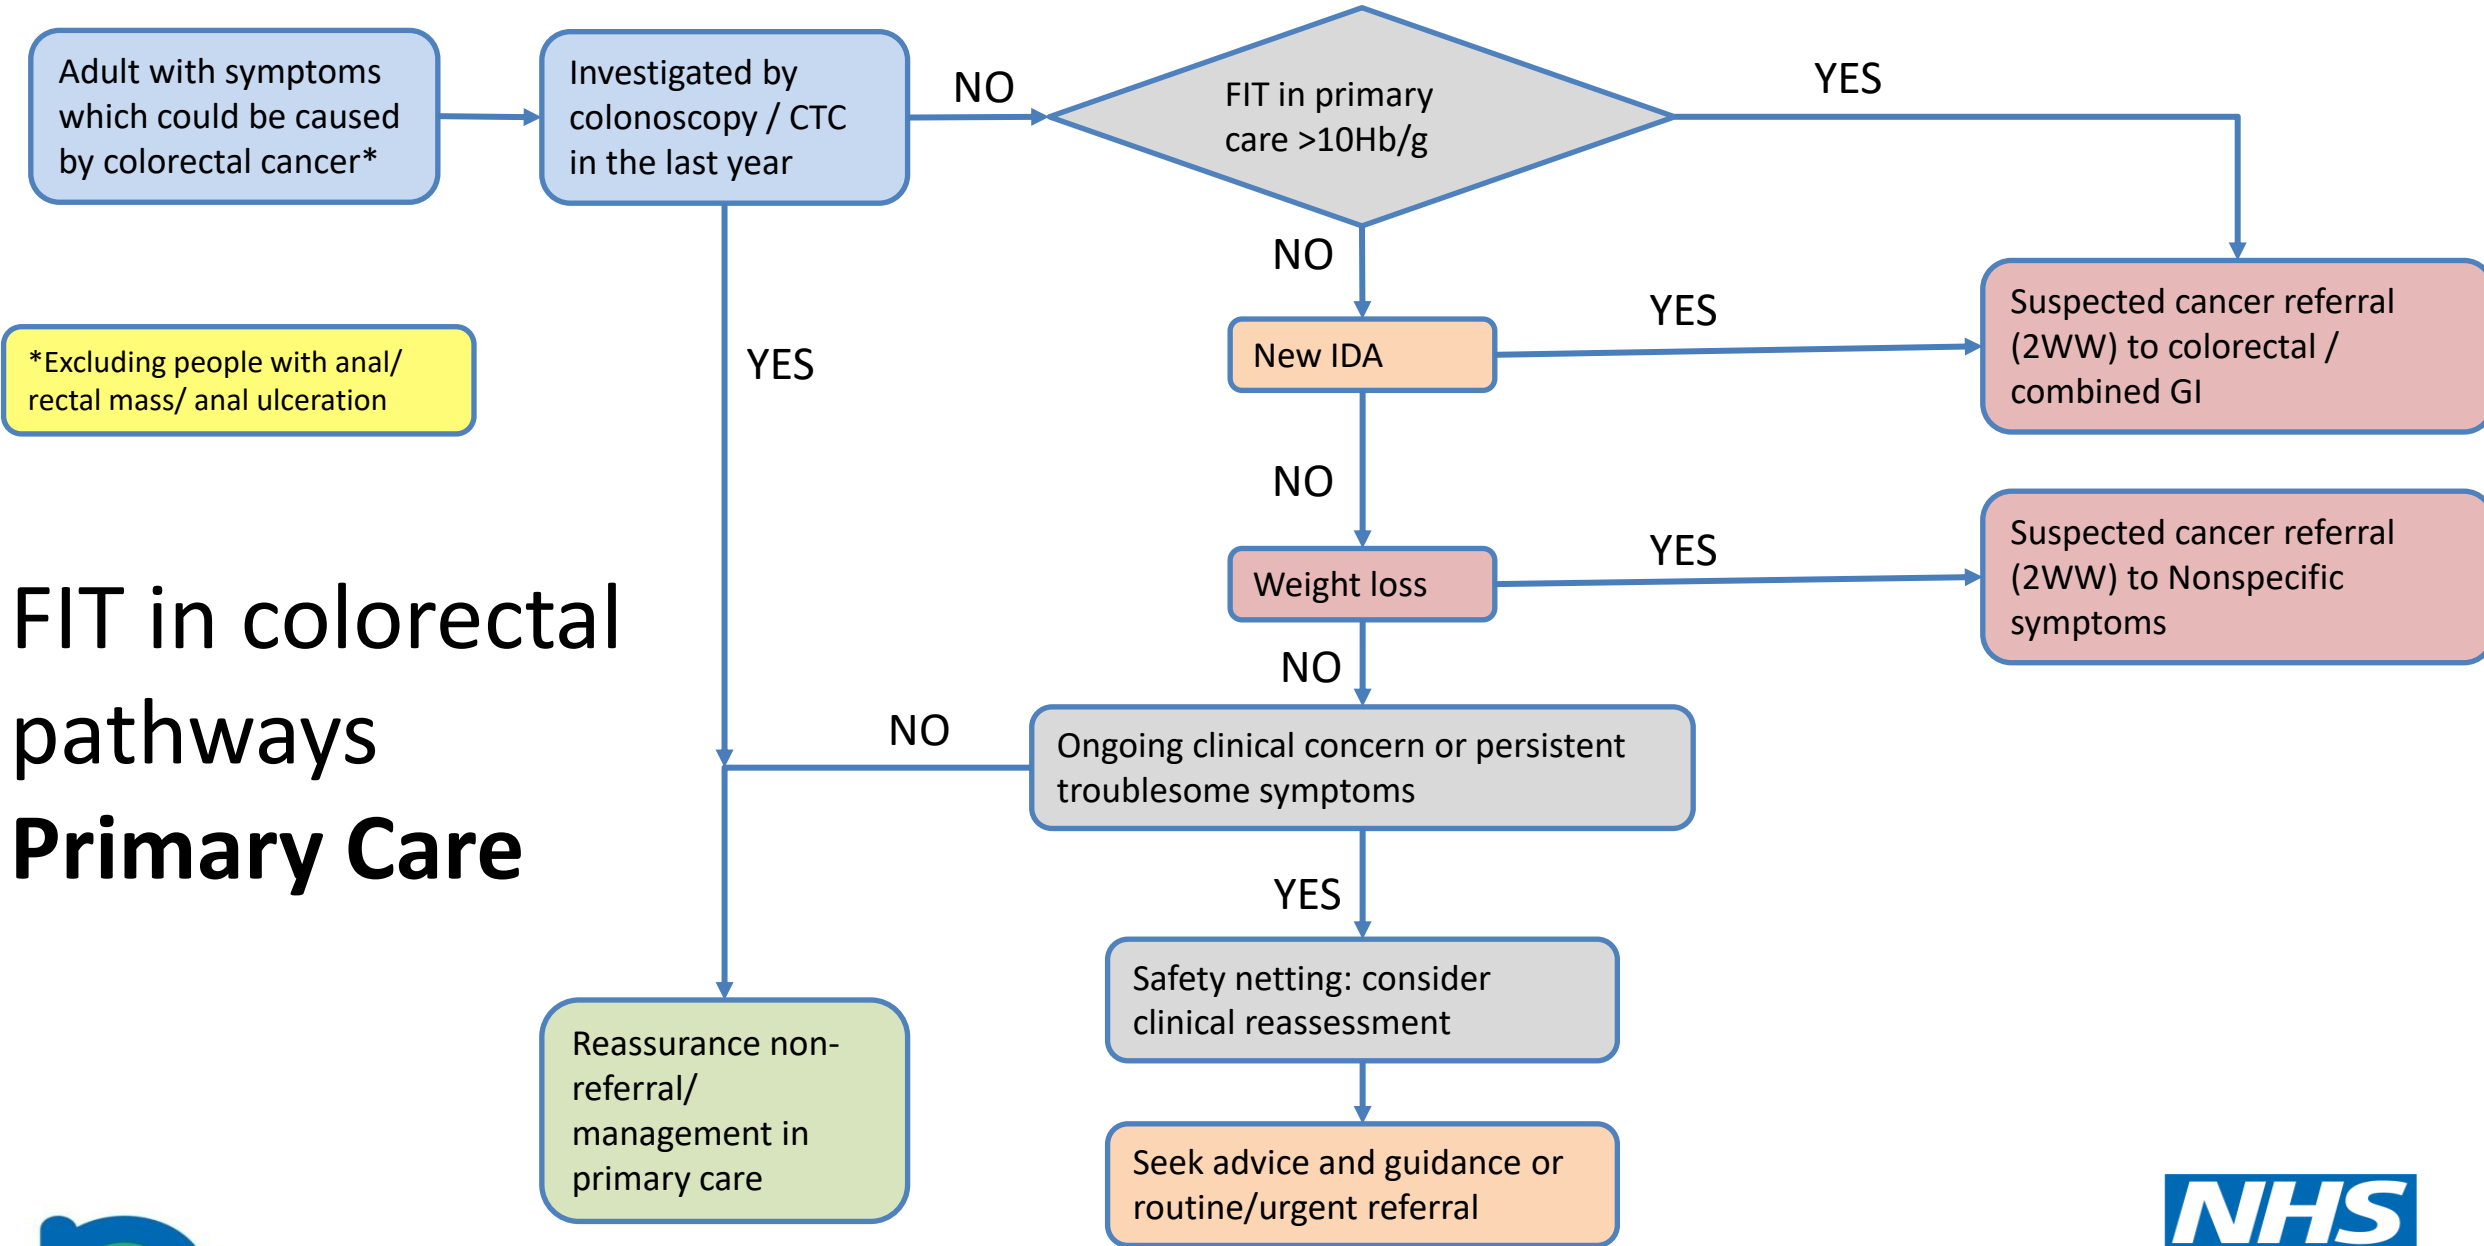 Adult with symptoms
which could be caused
by colorectal cancer*
Investigated by
colonoscopy / CTC
in the last year
NO
FIT in primary
care >10Hb/g
YES
NO
*Excluding people with anal/
rectal mass/ anal ulceration
YES
New IDA
YES
Suspected cancer referral
(2WW) to colorectal /
combined GI
NO
Weight loss
YES
Suspected cancer referral
(2WW) to Nonspecific
symptoms
FIT in colorectal
pathways
Primary Care
NO
NO
Ongoing clinical concern or persistent
troublesome symptoms
YES
Safety netting: consider
clinical reassessment
Reassurance non-
referral/
management in
primary care
Seek advice and guidance or
routine/urgent referral
NHS